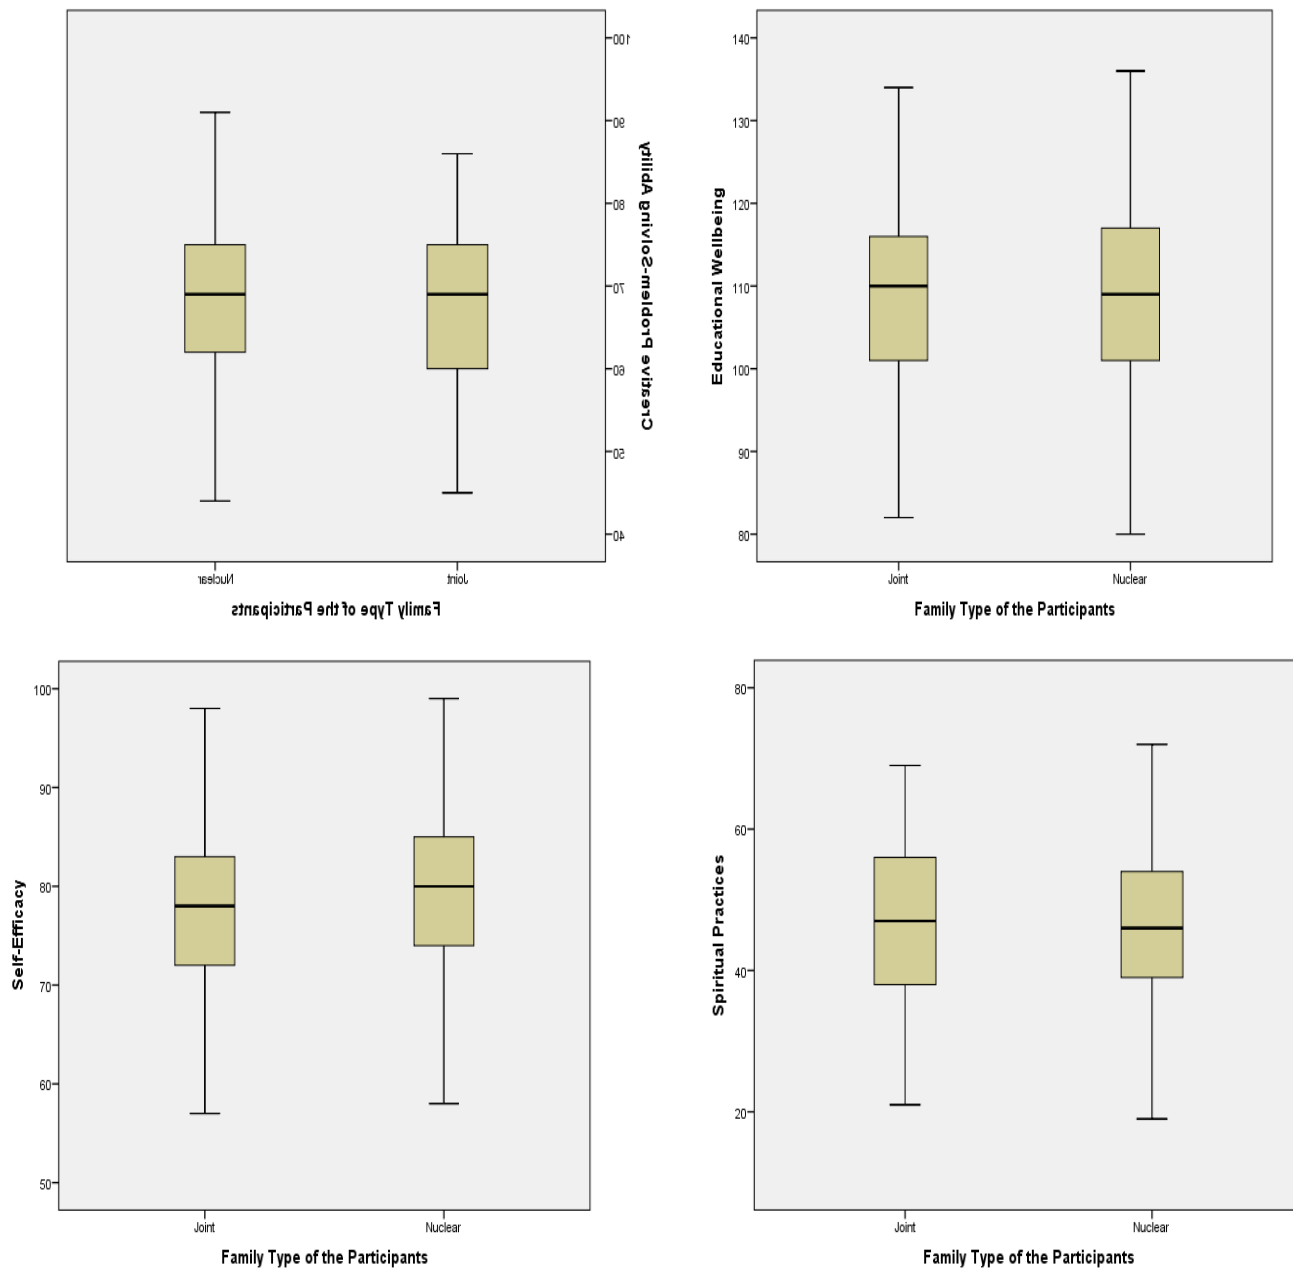 100
90
80
70
60
50
40
Creative Problem-Solving Ability
Nuclear
Joint
Family Type of the Participants
140
130
120
110
100
90
80
Educational Wellbeing
Joint
Nuclear
Family Type of the Participants
100
90
80
70
60
50
Self-Efficacy
Joint
Nuclear
Family Type of the Participants
80
60
40
20
Spiritual Practices
Joint
Nuclear
Family Type of the Participants